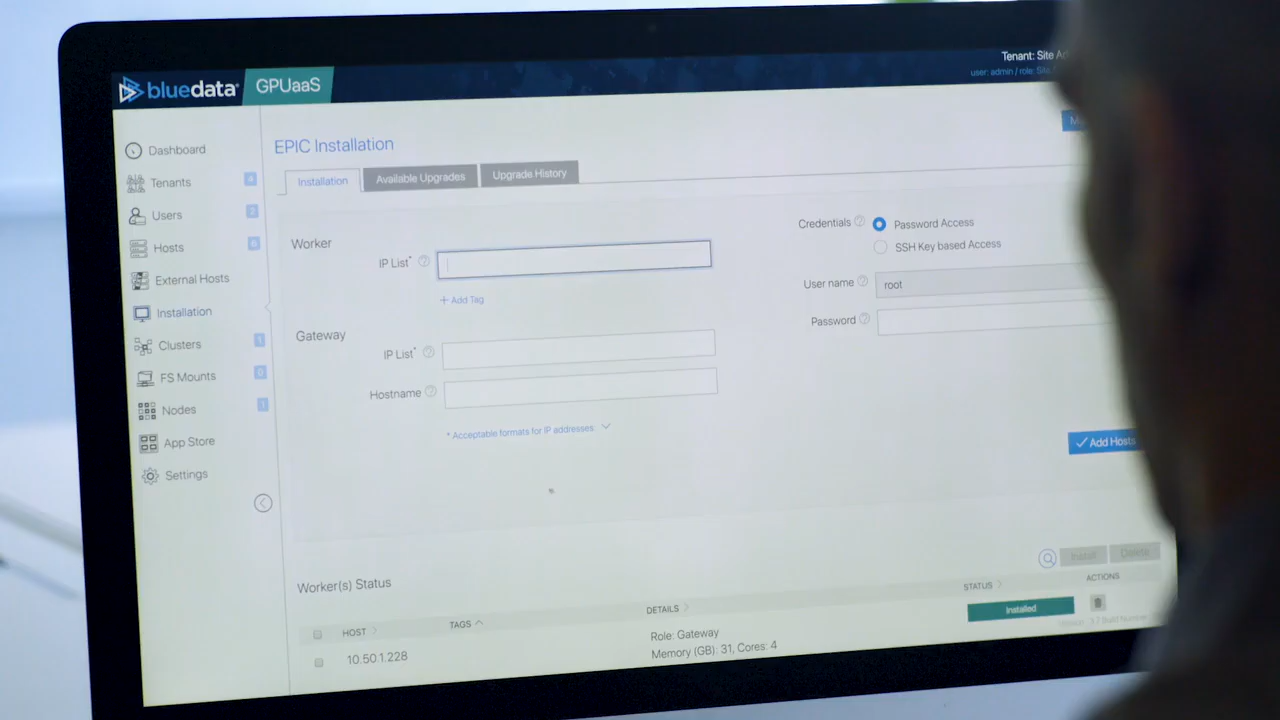 bluedata GPUaaS
Tenant: Site Ad
user: admin / role: Site
Dashboard
Tenants 4
Users 2
Hosts 6
External Hosts
Installation
Clusters 1
FS Mounts 0
Nodes 1
App Store
Settings
EPIC Installation
Installation Available Upgrades Upgrade History
Worker
IP List* ?
+ Add Tag
Gateway
IP List* ?
Hostname ?
* Acceptable formats for IP addresses
Credentials ? Password Access
SSH Key based Access
User name ? root
Password ?
Add Hosts
Install Delete
Worker(s) Status
HOST TAGS DETAILS STATUS ACTIONS
10.50.1.228 Role: Gateway Installed
Memory (GB): 31, Cores: 4